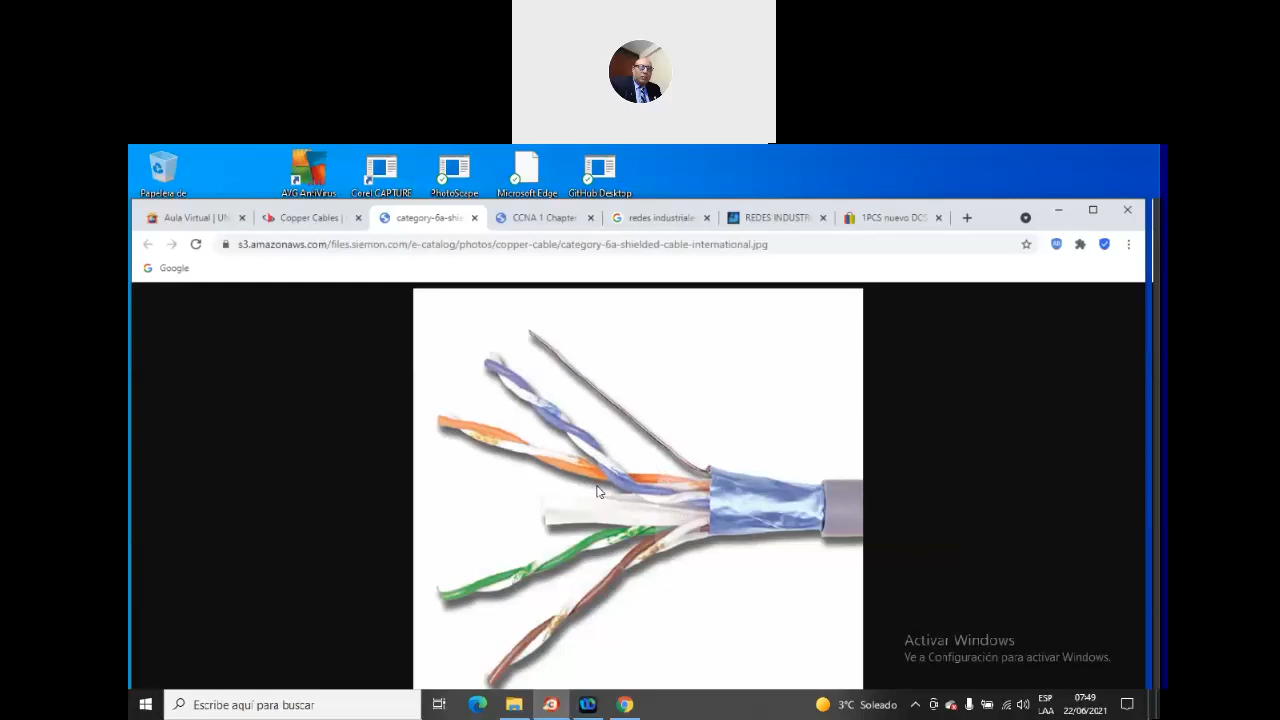 Papelera de
AVG AntiVirus
Corel CAPTURE
PhotoScape
Microsoft Edge
GitHub Desktop
Aula Virtual | UN
Copper Cables |
category-6a-shie
CCNA 1 Chapter
redes industriale
REDES INDUSTR
1PCS nuevo DCS
s3.amazonaws.com/files.siemon.com/e-catalog/photos/copper-cable/category-6a-shielded-cable-international.jpg
Google
Activar Windows
Ve a Configuración para activar Windows.
Escribe aquí para buscar
3°C Soleado
ESP
LAA
07:49
22/06/2021